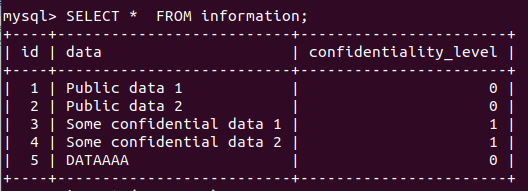 mysql> SELECT *  FROM information;
+----+--------------------------+-----------------------+
| id | data                     | confidentiality_level |
+----+--------------------------+-----------------------+
|  1 | Public data 1            |                     0 |
|  2 | Public data 2            |                     0 |
|  3 | Some confidential data 1 |                     1 |
|  4 | Some confidential data 2 |                     1 |
|  5 | DATAAAA                  |                     0 |
+----+--------------------------+-----------------------+